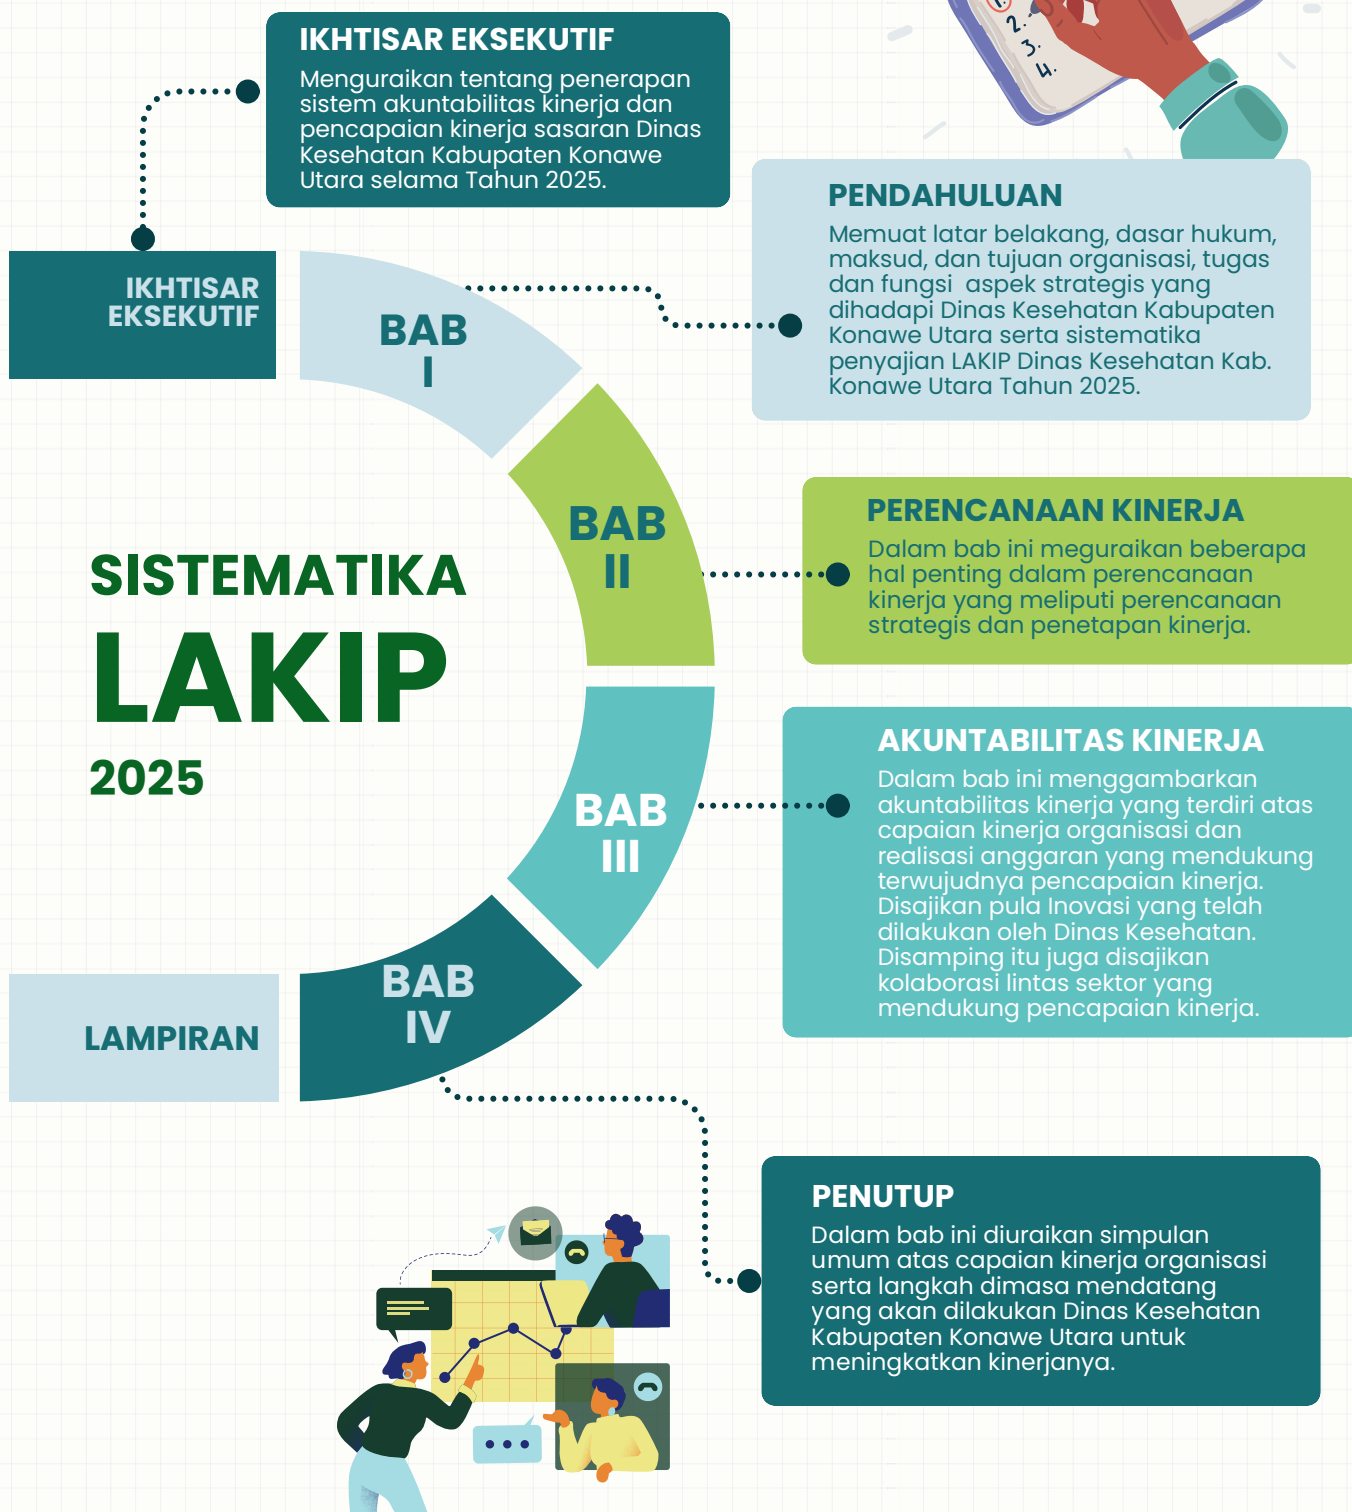 IKHTISAR EKSEKUTIF
Menguraikan tentang penerapan
sistem akuntabilitas kinerja dan
pencapaian kinerja sasaran Dinas
Kesehatan Kabupaten Konawe
Utara selama Tahun 2025.
1.
2.
3.
4.
PENDAHULUAN
Memuat latar belakang, dasar hukum,
maksud, dan tujuan organisasi, tugas
dan fungsi  aspek strategis yang
dihadapi Dinas Kesehatan Kabupaten
Konawe Utara serta sistematika
penyajian LAKIP Dinas Kesehatan Kab.
Konawe Utara Tahun 2025.
IKHTISAR
EKSEKUTIF
BAB
I
BAB
II
PERENCANAAN KINERJA
Dalam bab ini meguraikan beberapa
hal penting dalam perencanaan
kinerja yang meliputi perencanaan
strategis dan penetapan kinerja.
SISTEMATIKA
LAKIP
2025
BAB
III
AKUNTABILITAS KINERJA
Dalam bab ini menggambarkan
akuntabilitas kinerja yang terdiri atas
capaian kinerja organisasi dan
realisasi anggaran yang mendukung
terwujudnya pencapaian kinerja.
Disajikan pula Inovasi yang telah
dilakukan oleh Dinas Kesehatan.
Disamping itu juga disajikan
kolaborasi lintas sektor yang
mendukung pencapaian kinerja.
BAB
IV
LAMPIRAN
PENUTUP
Dalam bab ini diuraikan simpulan
umum atas capaian kinerja organisasi
serta langkah dimasa mendatang
yang akan dilakukan Dinas Kesehatan
Kabupaten Konawe Utara untuk
meningkatkan kinerjanya.